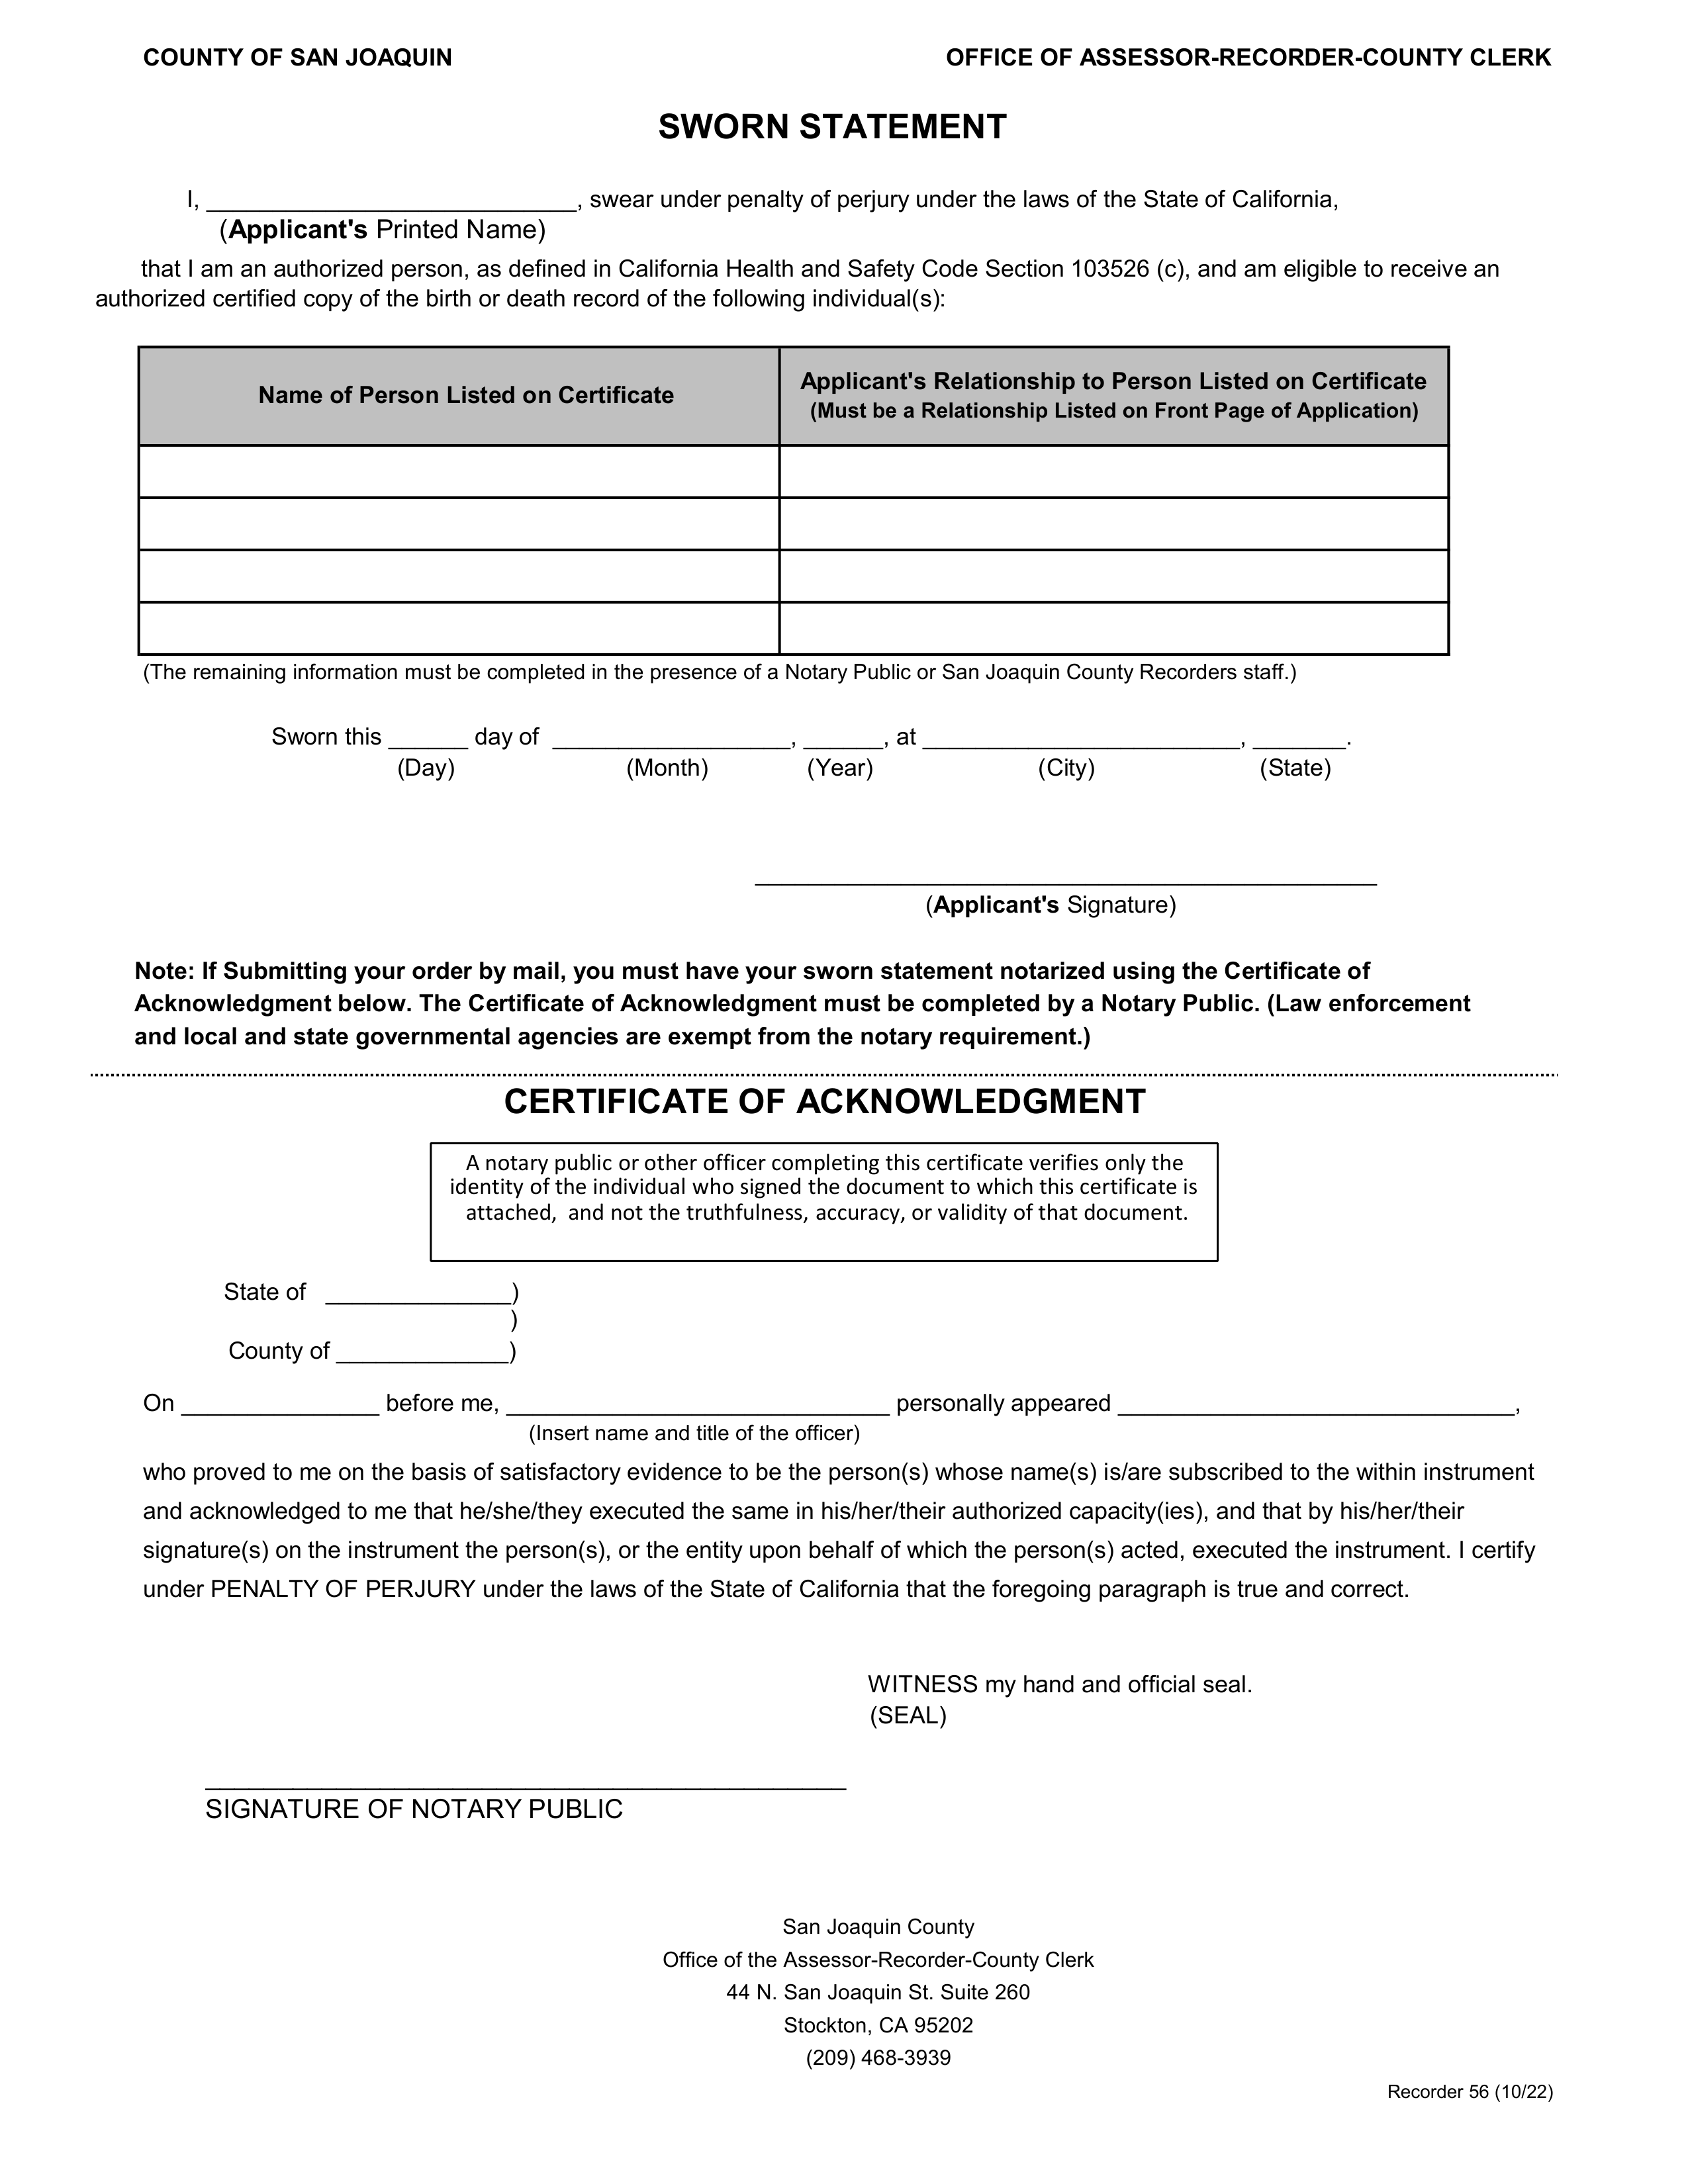 COUNTY OF SAN JOAQUIN OFFICE OF ASSESSOR-RECORDER-COUNTY CLERK
SWORN STATEMENT
I, ____________________________, swear under penalty of perjury under the laws of the State of California,
(Applicant's Printed Name)
that I am an authorized person, as defined in California Health and Safety Code Section 103526 (c), and am eligible to receive an
authorized certified copy of the birth or death record of the following individual(s):
Name of Person Listed on Certificate
Applicant's Relationship to Person Listed on Certificate
(Must be a Relationship Listed on Front Page of Application)
(The remaining information must be completed in the presence of a Notary Public or San Joaquin County Recorders staff.)
Sworn this ______ day of __________________, ______, at ________________________, _______.
(Day) (Month) (Year) (City) (State)
_______________________________________________
(Applicant's Signature)
Note: If Submitting your order by mail, you must have your sworn statement notarized using the Certificate of
Acknowledgment below. The Certificate of Acknowledgment must be completed by a Notary Public. (Law enforcement
and local and state governmental agencies are exempt from the notary requirement.)
CERTIFICATE OF ACKNOWLEDGMENT
A notary public or other officer completing this certificate verifies only the
identity of the individual who signed the document to which this certificate is
attached, and not the truthfulness, accuracy, or validity of that document.
State of ______________)
)
County of _____________)
On _______________ before me, _____________________________ personally appeared ______________________________,
(Insert name and title of the officer)
who proved to me on the basis of satisfactory evidence to be the person(s) whose name(s) is/are subscribed to the within instrument
and acknowledged to me that he/she/they executed the same in his/her/their authorized capacity(ies), and that by his/her/their
signature(s) on the instrument the person(s), or the entity upon behalf of which the person(s) acted, executed the instrument. I certify
under PENALTY OF PERJURY under the laws of the State of California that the foregoing paragraph is true and correct.
WITNESS my hand and official seal.
(SEAL)
____________________________________________
SIGNATURE OF NOTARY PUBLIC
San Joaquin County
Office of the Assessor-Recorder-County Clerk
44 N. San Joaquin St. Suite 260
Stockton, CA 95202
(209) 468-3939
Recorder 56 (10/22)